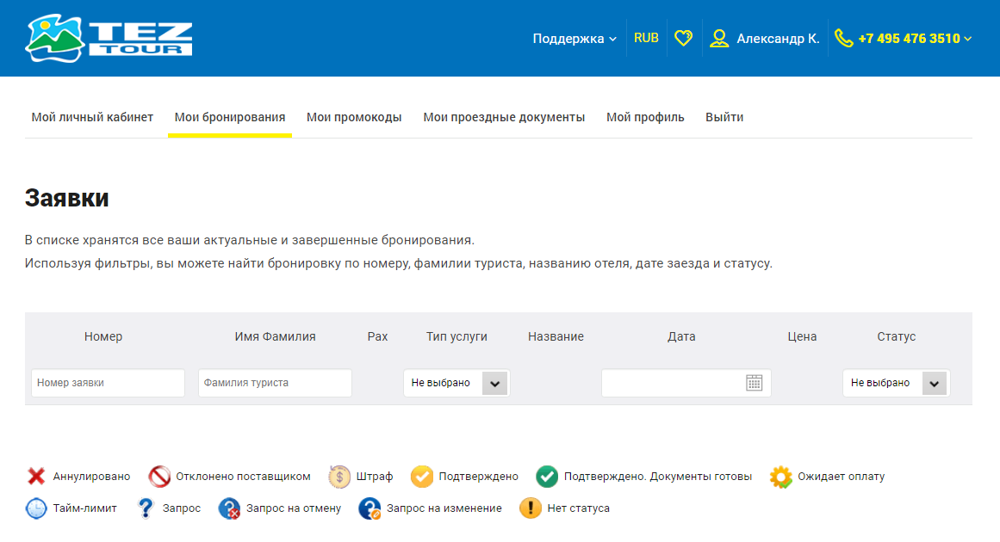 TEZ TOUR
Поддержка RUB Александр К. +7 495 476 3510
Мой личный кабинет Мои бронирования Мои промокоды Мои проездные документы Мой профиль Выйти
Заявки
В списке хранятся все ваши актуальные и завершенные бронирования.
Используя фильтры, вы можете найти бронировку по номеру, фамилии туриста, названию отеля, дате заезда и статусу.
Номер Имя Фамилия Pax Тип услуги Название Дата Цена Статус
Номер заявки Фамилия туриста Не выбрано Не выбрано
Аннулировано Отклонено поставщиком Штраф Подтверждено Подтверждено. Документы готовы Ожидает оплату
Тайм-лимит Запрос Запрос на отмену Запрос на изменение Нет статуса